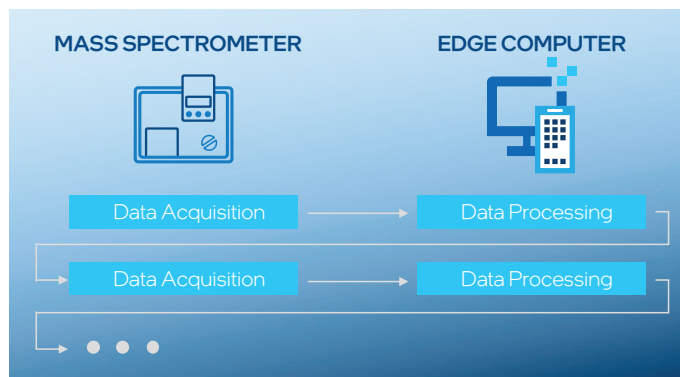 MASS SPECTROMETER
EDGE COMPUTER
Data Acquisition
Data Processing
Data Acquisition
Data Processing